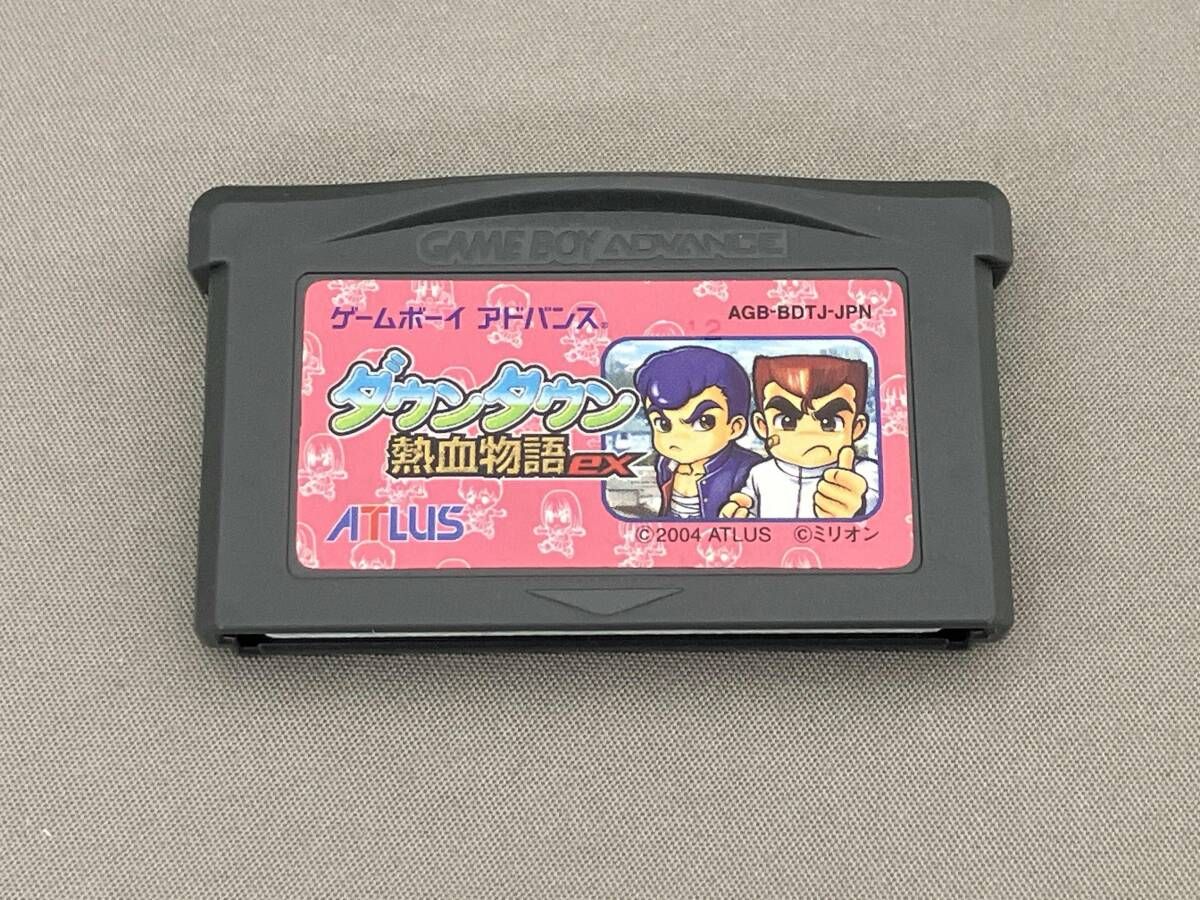 GAME BOY ADVANCE
ゲームボーイ アドバンス®
AGB-BDTJ-JPN
12
ダウンタウン
熱血物語ex
ATLUS
©2004 ATLUS ©ミリオン